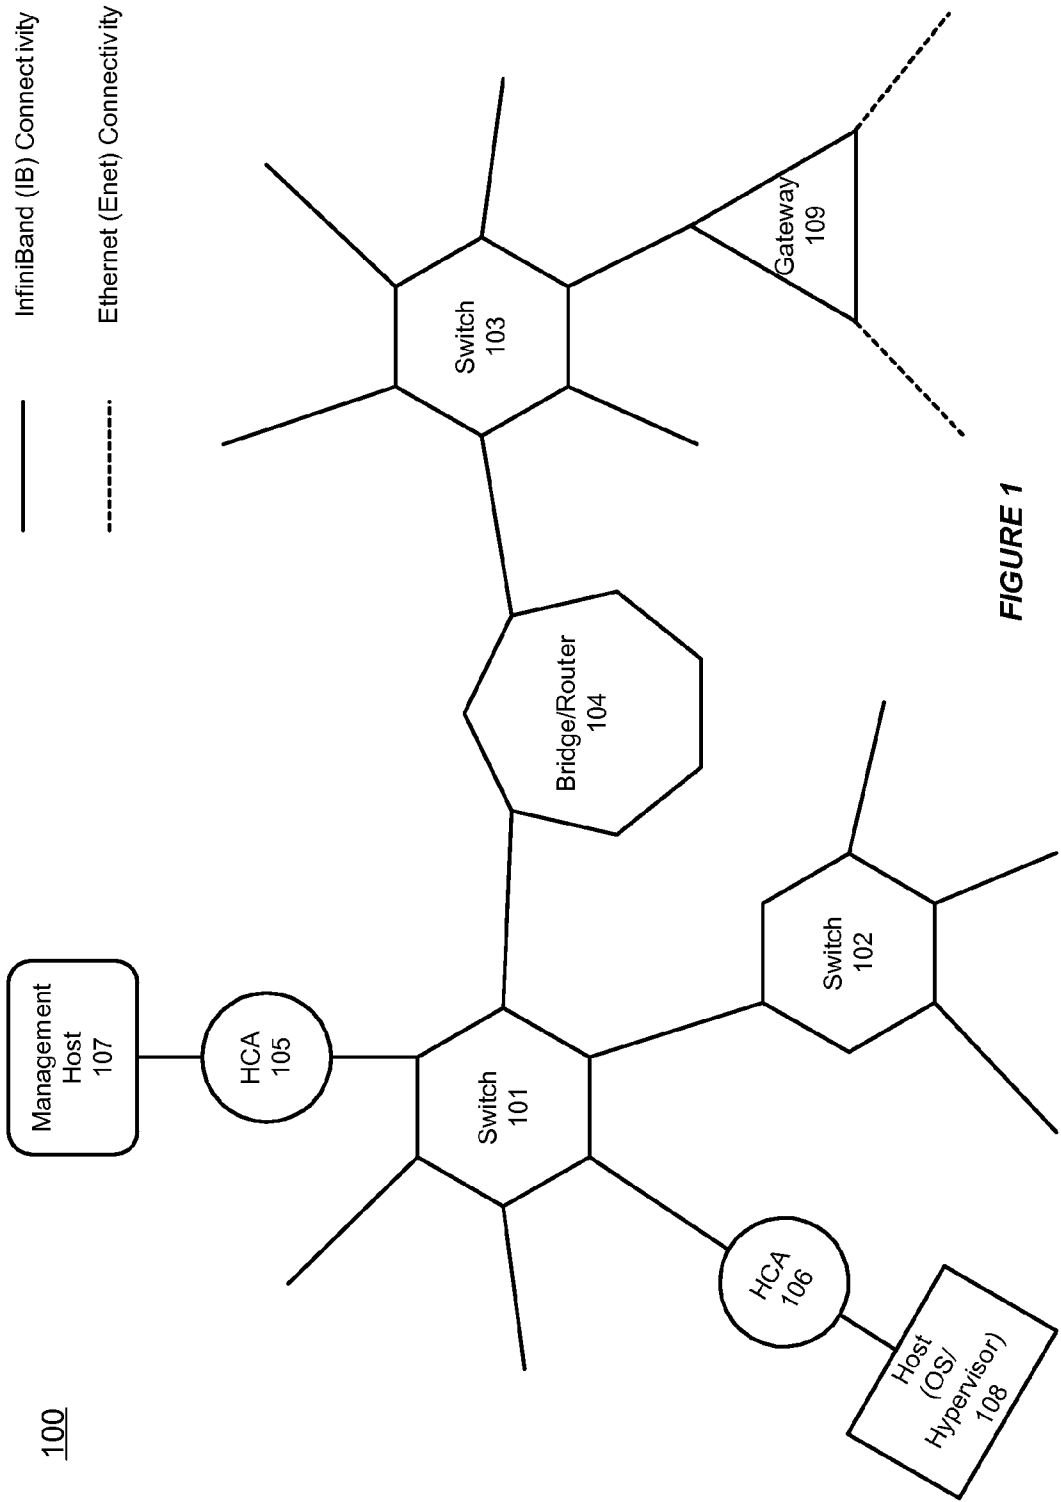 100
Management
Host
107
InfiniBand (IB) Connectivity
Ethernet (Enet) Connectivity
HCA
105
Switch
101
Bridge/Router
104
Switch
103
HCA
106
Host
(OS/
Hypervisor)
108
Switch
102
Gateway
109
FIGURE 1